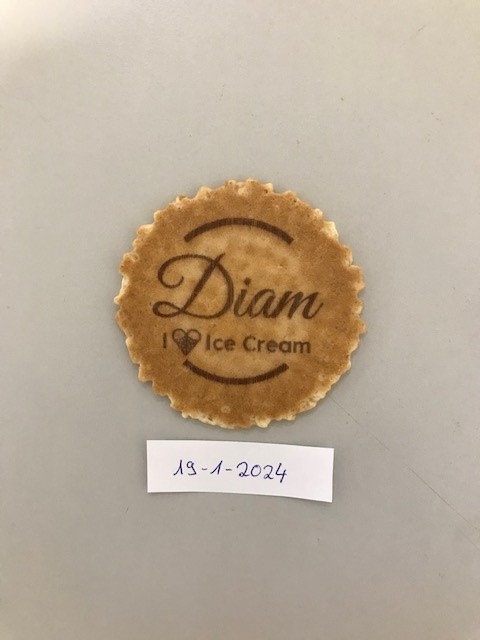 Diam
I ♥ Ice Cream
19-1-2024